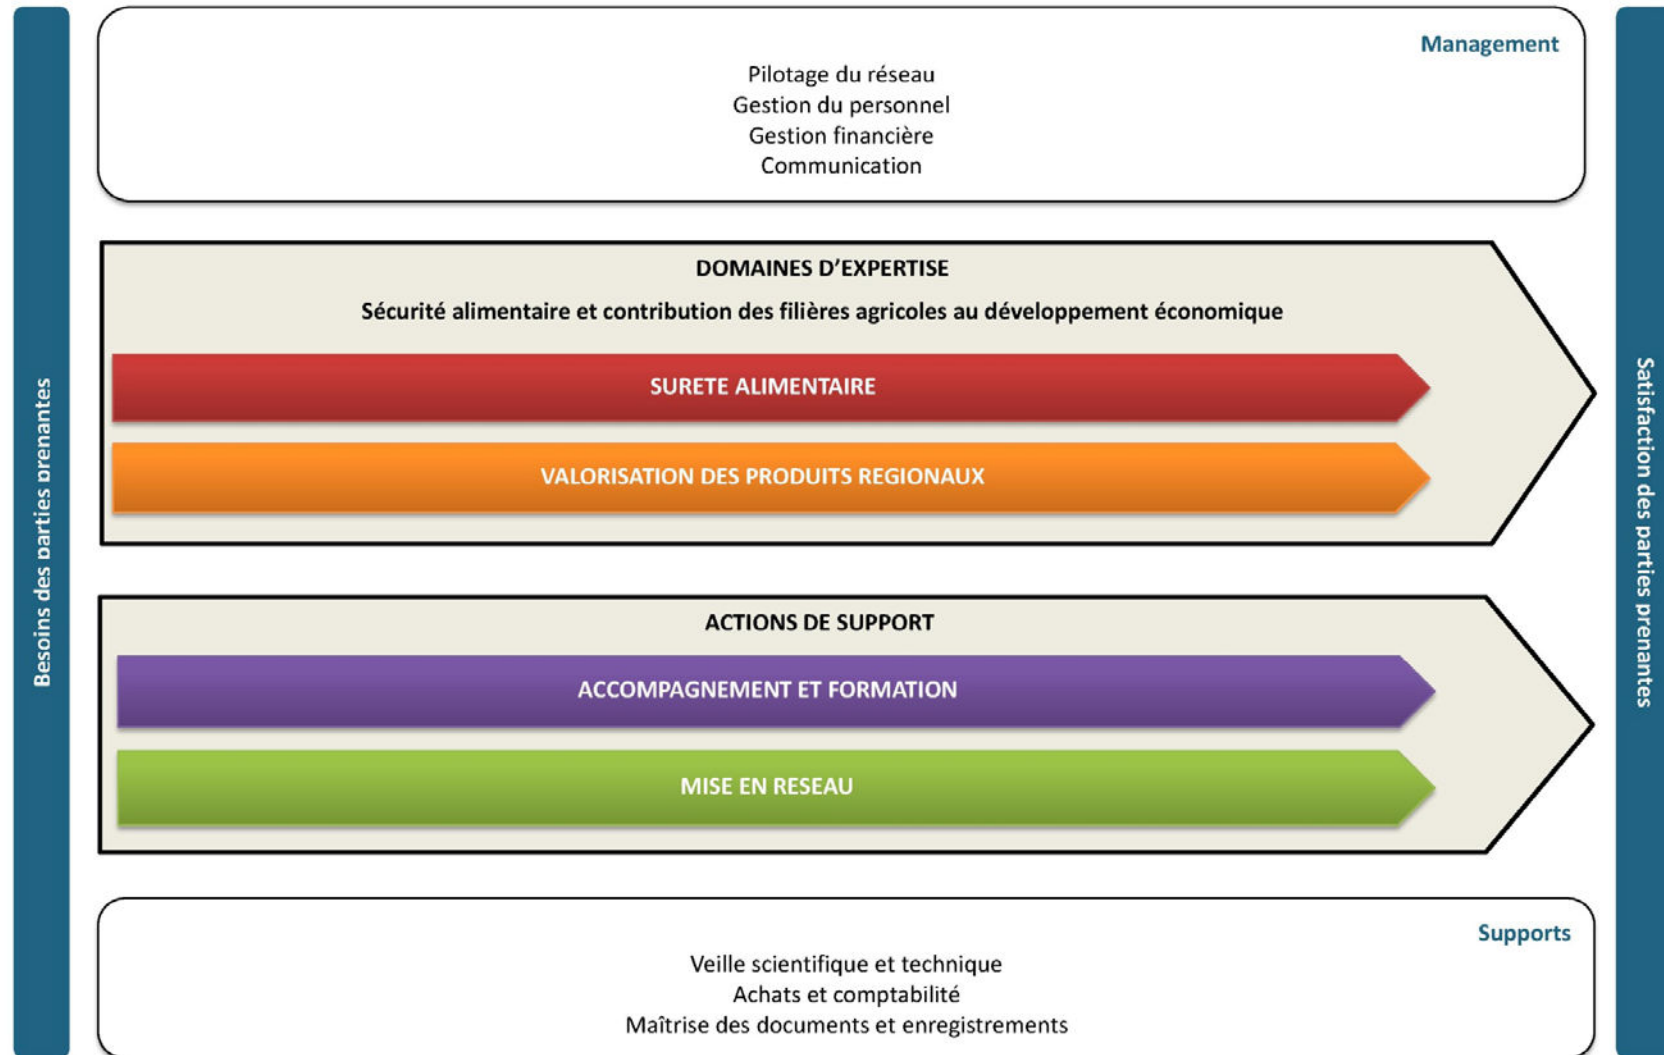 Besoins des parties prenantes
Management
Pilotage du réseau
Gestion du personnel
Gestion financière
Communication
DOMAINES D’EXPERTISE
Sécurité alimentaire et contribution des filières agricoles au développement économique
SURETE ALIMENTAIRE
VALORISATION DES PRODUITS REGIONAUX
ACTIONS DE SUPPORT
ACCOMPAGNEMENT ET FORMATION
MISE EN RESEAU
Supports
Veille scientifique et technique
Achats et comptabilité
Maîtrise des documents et enregistrements
Satisfaction des parties prenantes